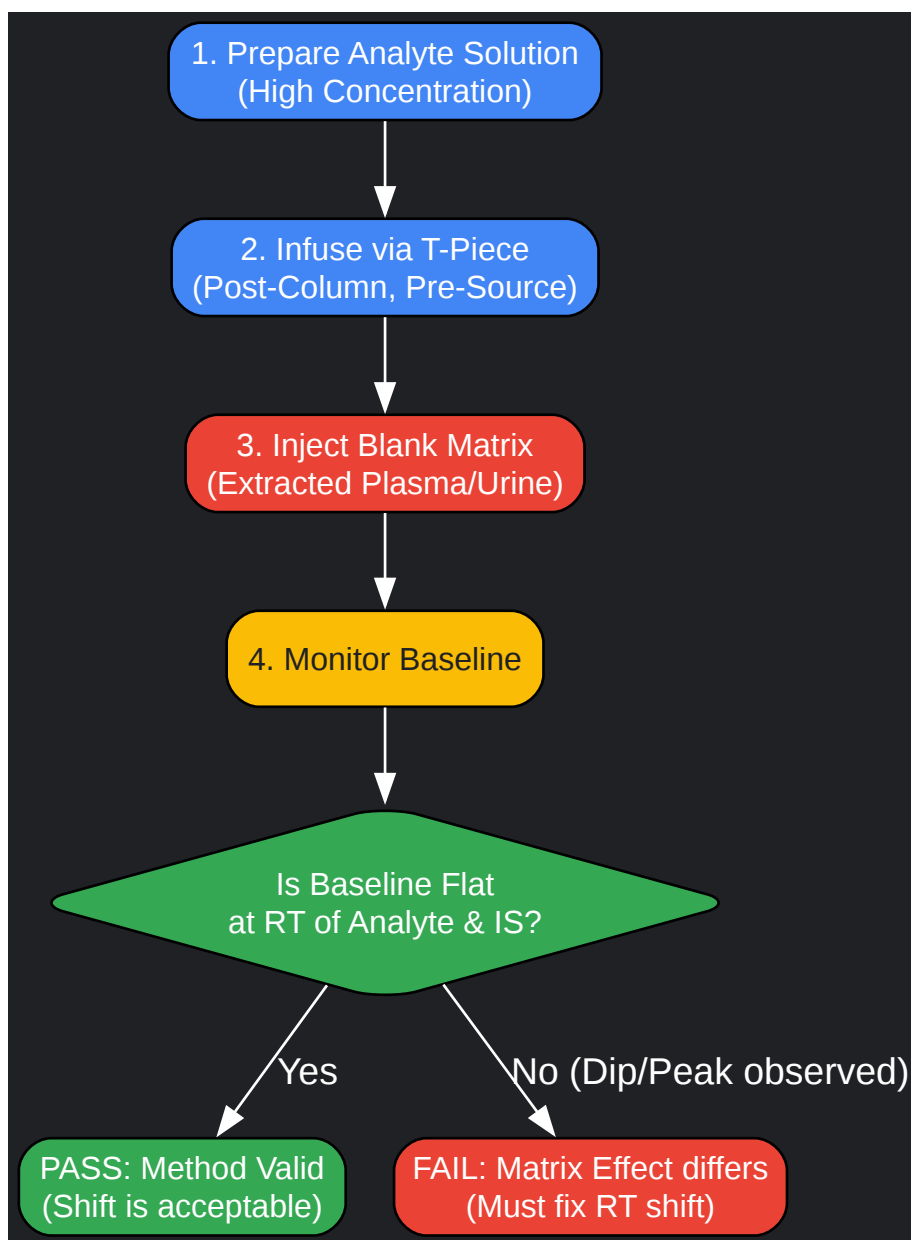 1. Prepare Analyte Solution
(High Concentration)
2. Infuse via T-Piece
(Post-Column, Pre-Source)
3. Inject Blank Matrix
(Extracted Plasma/Urine)
4. Monitor Baseline
Is Baseline Flat
at RT of Analyte & IS?
Yes
No (Dip/Peak observed)
PASS: Method Valid
(Shift is acceptable)
FAIL: Matrix Effect differs
(Must fix RT shift)